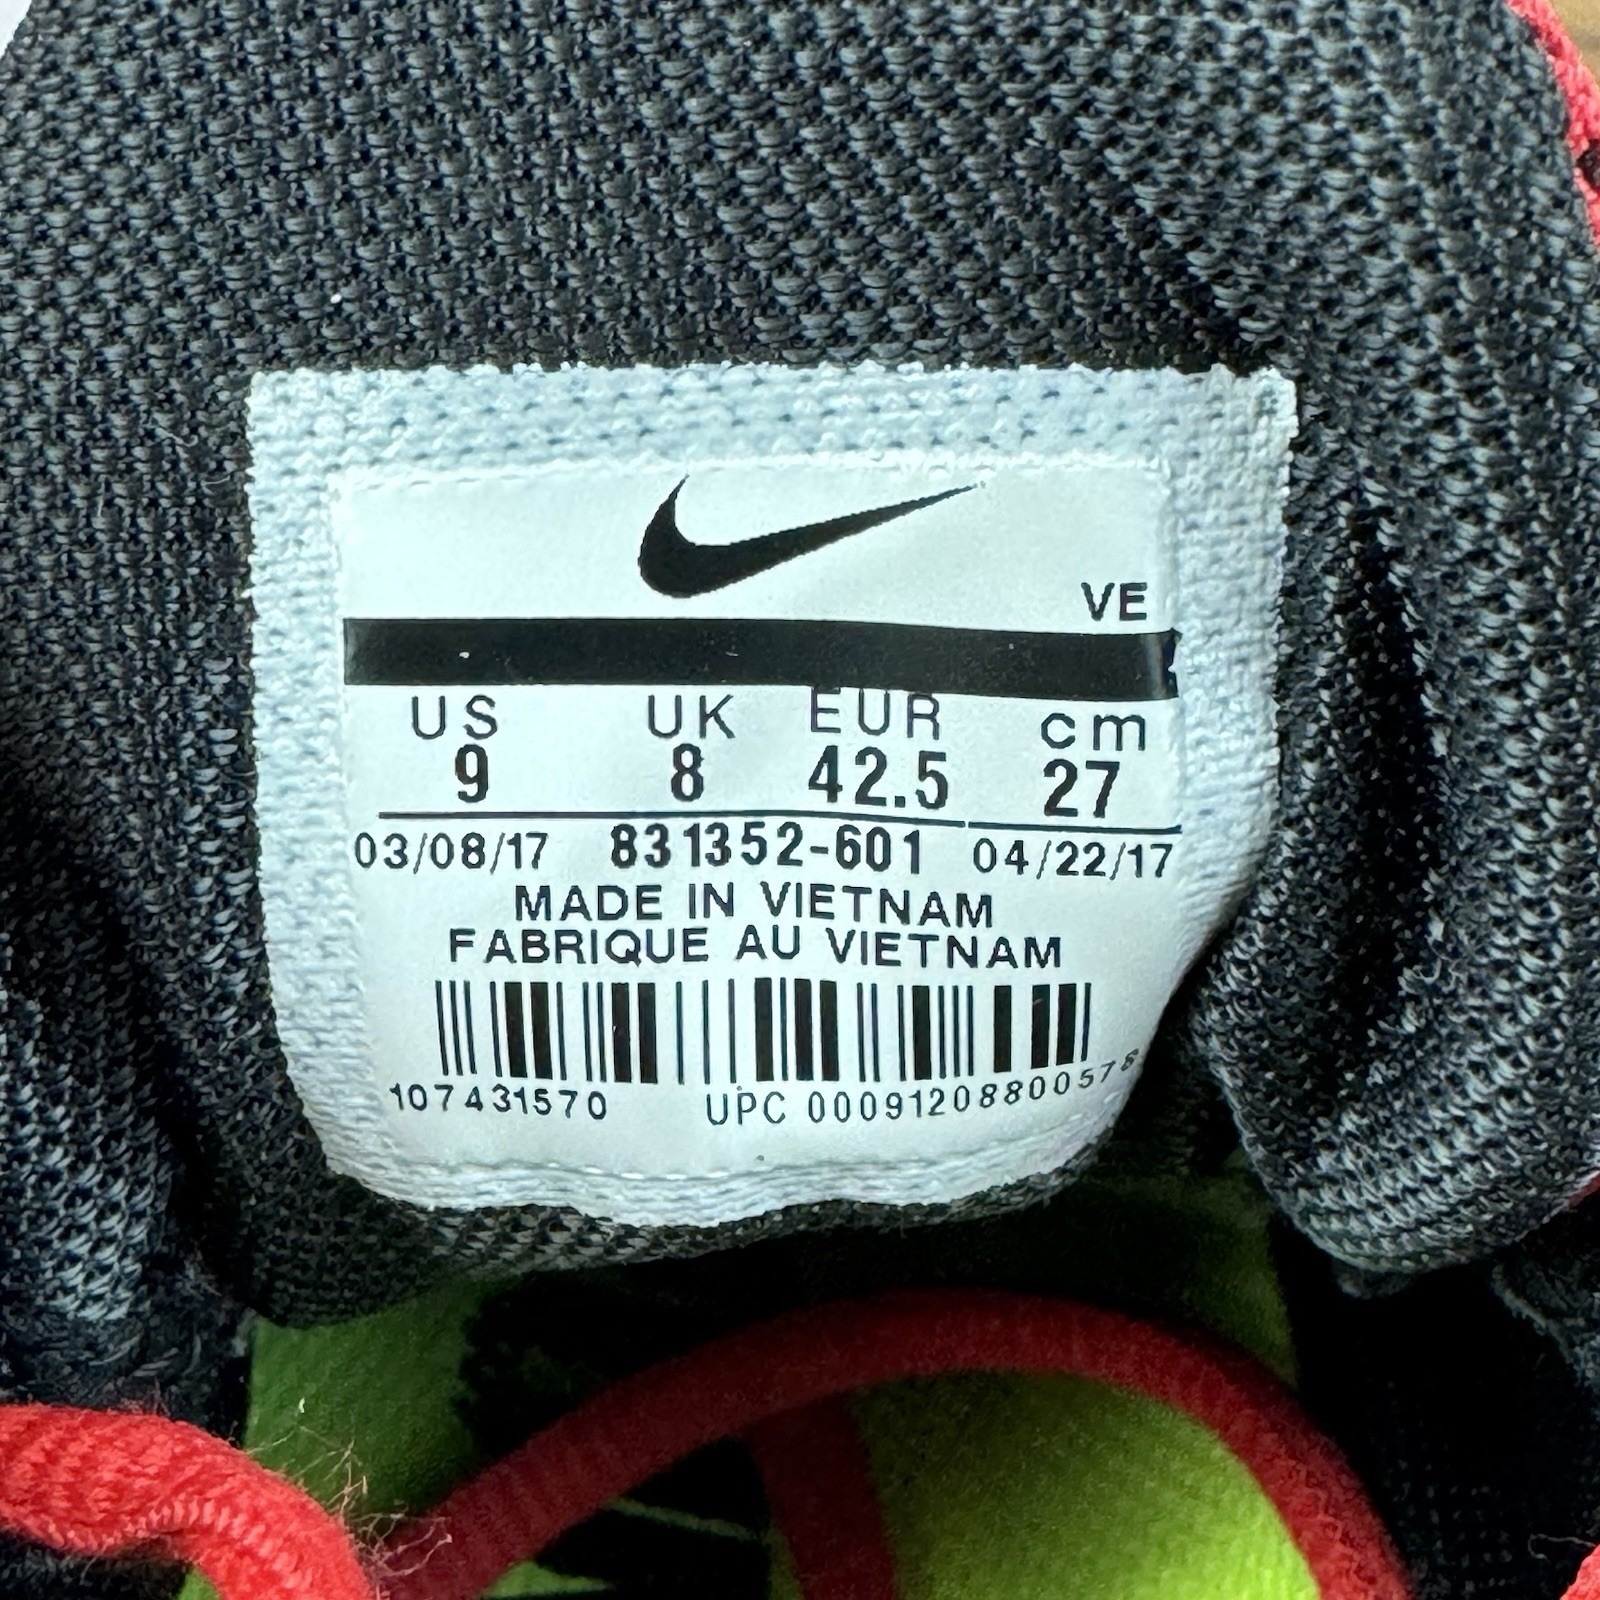 VE
US UK EUR cm
9 8 42.5 27
03/08/17 831352-601 04/22/17
MADE IN VIETNAM
FABRIQUE AU VIETNAM
107431570 UPC 00091208800578